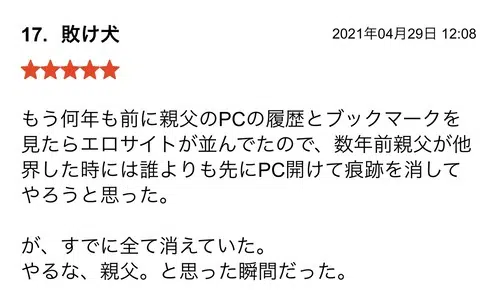 17. 敗け犬
2021年04月29日 12:08
★★★★★
もう何年も前に親父のPCの履歴とブックマークを
見たらエロサイトが並んでたので、数年前親父が他
界した時には誰よりも先にPC開けて痕跡を消して
やろうと思った。
が、すでに全て消えていた。
やるな、親父。と思った瞬間だった。